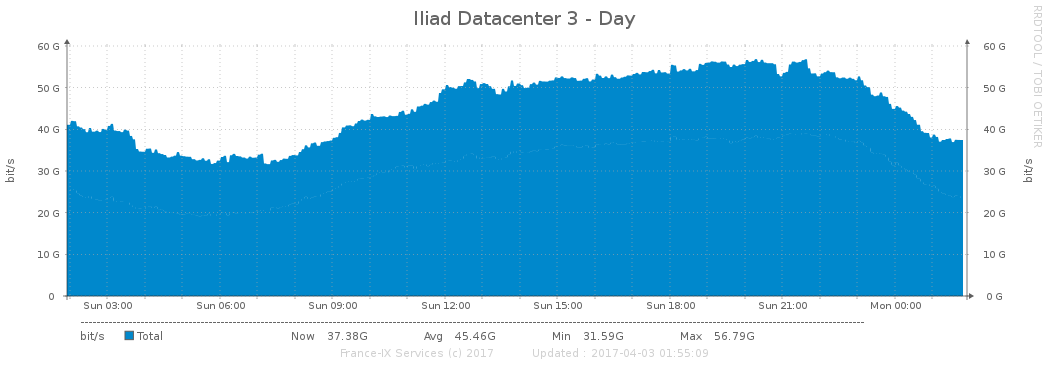 Iliad Datacenter 3 - Day
RRDTOOL / TOBI OETIKER
60 G 60 G
50 G 50 G
40 G 40 G
30 G 30 G
20 G 20 G
10 G 10 G
0 0 G
bit/s bit/s
Sun 03:00 Sun 06:00 Sun 09:00 Sun 12:00 Sun 15:00 Sun 18:00 Sun 21:00 Mon 00:00
bit/s Total Now 37.38G Avg 45.46G Min 31.59G Max 56.79G
France-IX Services (c) 2017 Updated : 2017-04-03 01:55:09